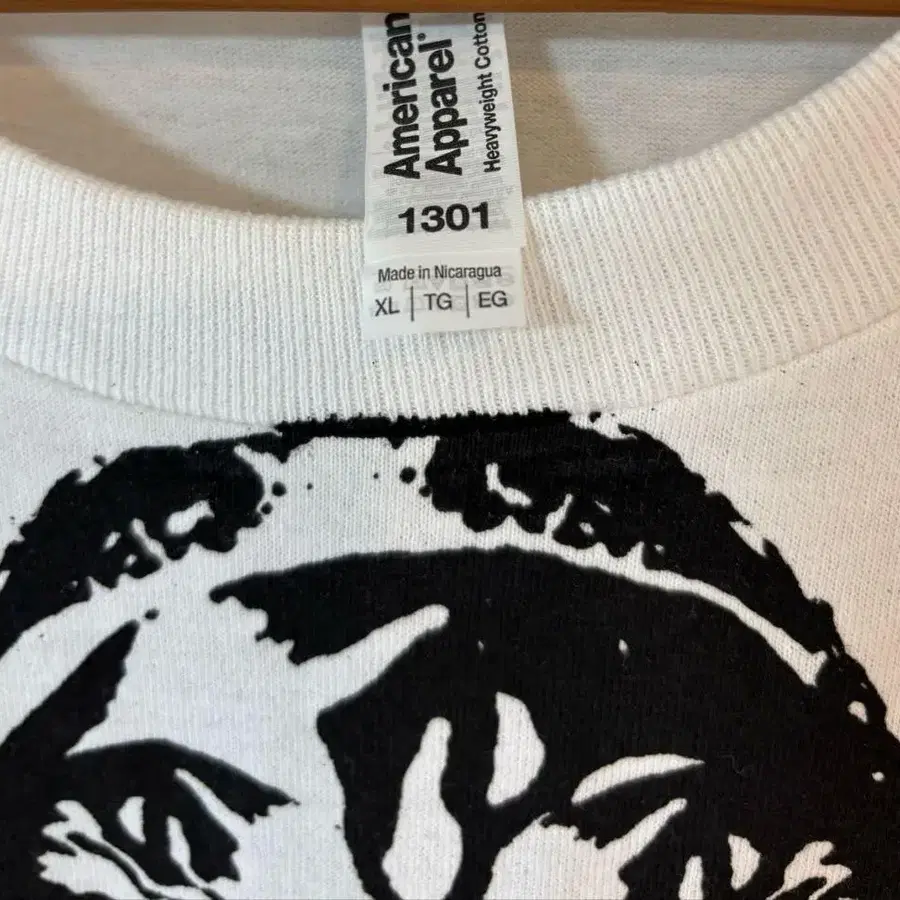 American
Apparel®
Heavyweight Cotton
1301
Made in Nicaragua
XL | TG | EG